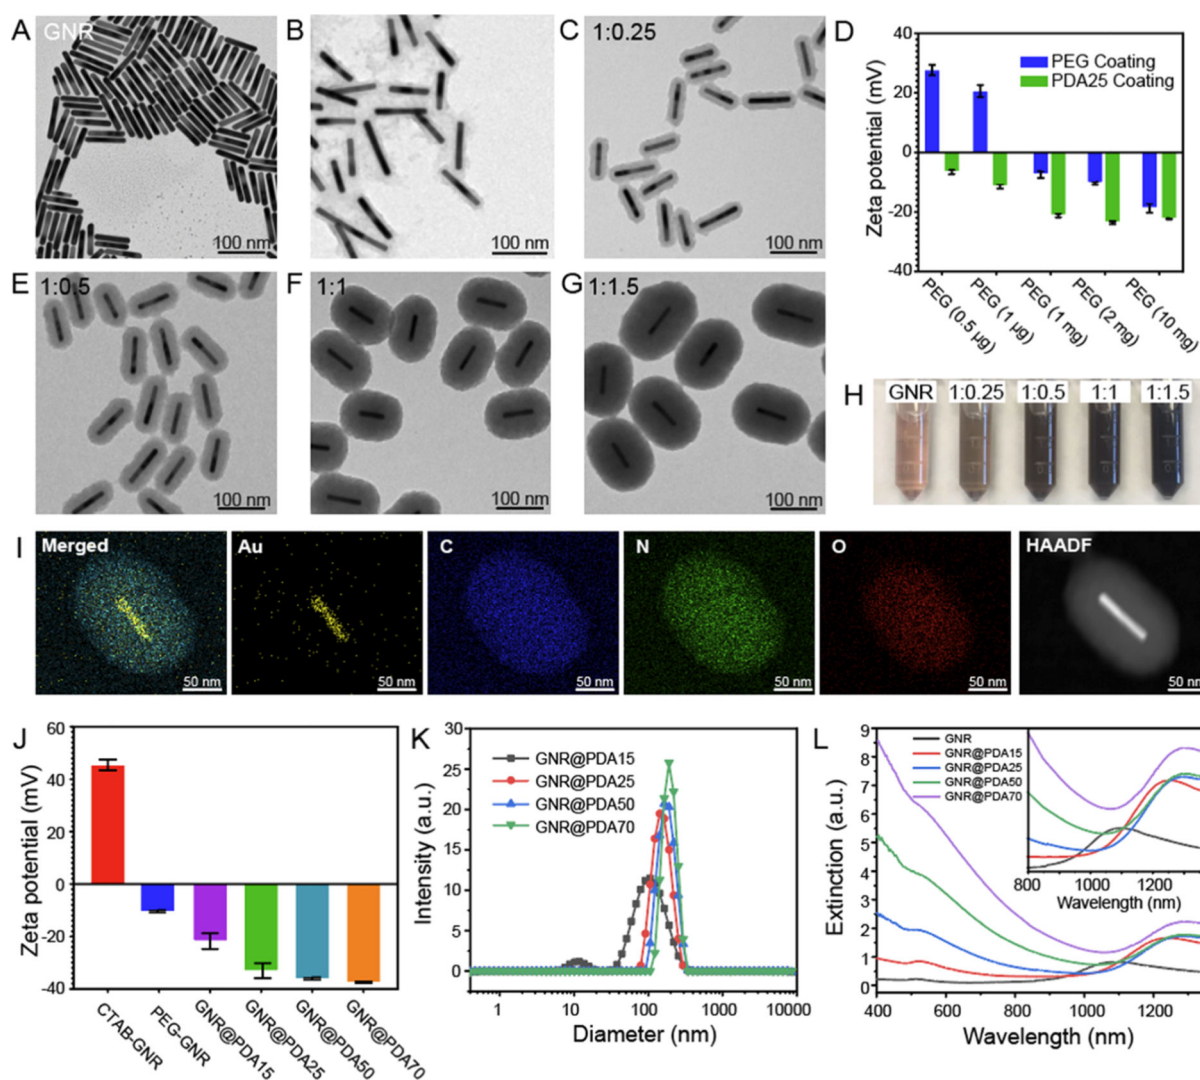 A GNR
100 nm
B
100 nm
C 1:0.25
100 nm
D
Zeta potential (mV)
40
20
0
-20
-40
PEG Coating
PDA25 Coating
PEG (0.5 µg)
PEG (1 µg)
PEG (1 mg)
PEG (2 mg)
PEG (10 mg)
E 1:0.5
100 nm
F 1:1
100 nm
G 1:1.5
100 nm
H
GNR 1:0.25 1:0.5 1:1 1:1.5
I
Merged
50 nm
Au
50 nm
C
50 nm
N
50 nm
O
50 nm
HAADF
50 nm
J
Zeta potential (mV)
60
40
20
0
-20
-40
CTAB-GNR
PEG-GNR
GNR@PDA15
GNR@PDA25
GNR@PDA50
GNR@PDA70
K
Intensity (a.u.)
30
25
20
15
10
5
0
GNR@PDA15
GNR@PDA25
GNR@PDA50
GNR@PDA70
1 10 100 1000 10000
Diameter (nm)
L
Extinction (a.u.)
9
8
7
6
5
4
3
2
1
0
GNR
GNR@PDA15
GNR@PDA25
GNR@PDA50
GNR@PDA70
800 1000 1200
Wavelength (nm)
400 600 800 1000 1200
Wavelength (nm)